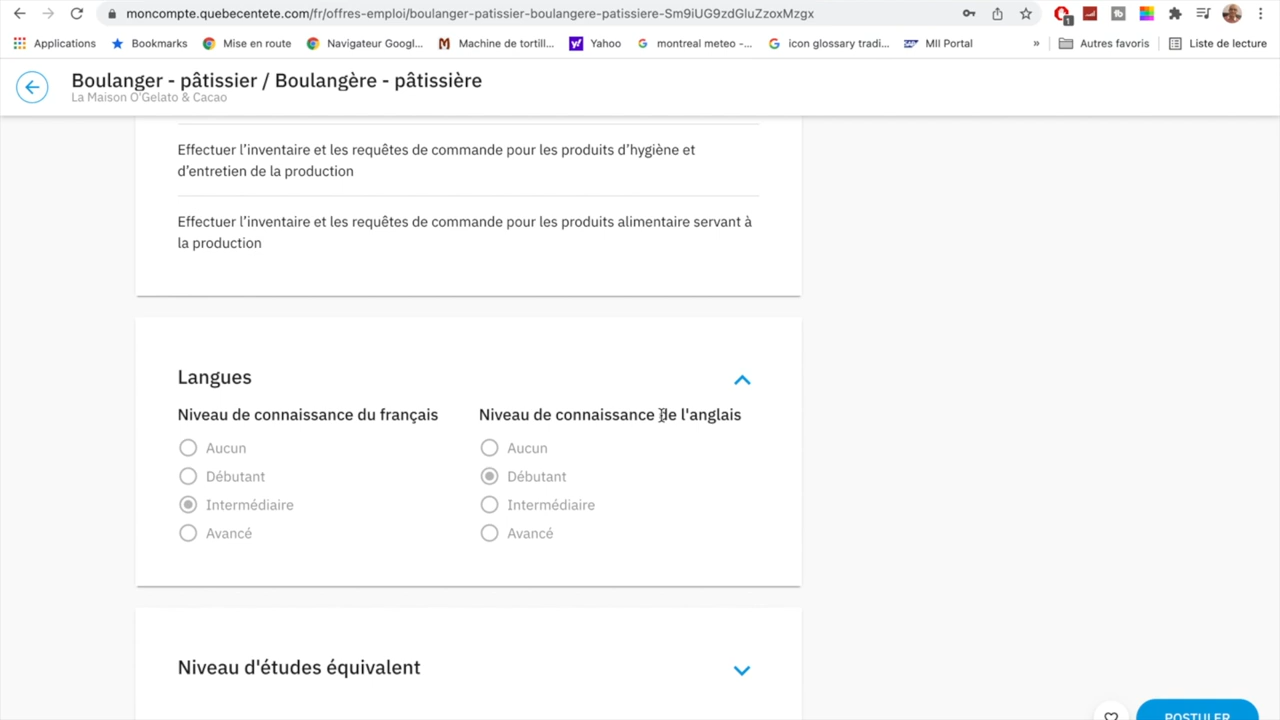 moncompte.quebecentete.com/fr/offres-emploi/boulanger-patissier-boulangere-patissiere-Sm9iUG9zdGluZzoxMzgx
1
Applications Bookmarks Mise en route Navigateur Googl... Machine de tortill... Yahoo montreal meteo -... icon glossary tradi... MII Portal » Autres favoris Liste de lecture
Boulanger - pâtissier / Boulangère - pâtissière
La Maison O'Gelato & Cacao
Effectuer l'inventaire et les requêtes de commande pour les produits d'hygiène et
d'entretien de la production
Effectuer l'inventaire et les requêtes de commande pour les produits alimentaire servant à
la production
Langues
Niveau de connaissance du français
Aucun
Débutant
Intermédiaire
Avancé
Niveau de connaissance de l'anglais
Aucun
Débutant
Intermédiaire
Avancé
Niveau d'études équivalent
POSTULER